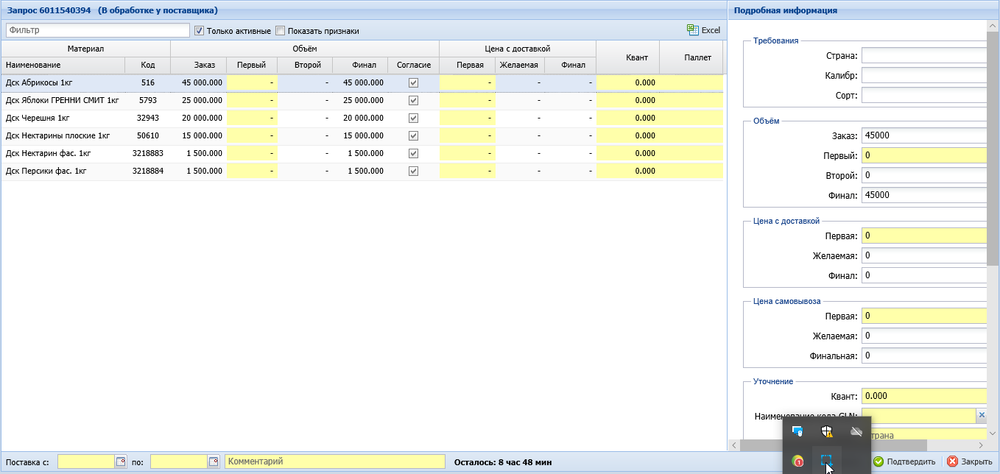 Запрос 6011540394 (В обработке у поставщика)
Фильтр Только активные Показать признаки Excel
Материал Объём Цена с доставкой Квант Паллет
Наименование Код Заказ Первый Второй Финал Согласие Первая Желаемая Финал
Дск Абрикосы 1кг 516 45 000.000 - - 45 000.000 - - - 0.000
Дск Яблоки ГРЕННИ СМИТ 1кг 5793 25 000.000 - - 25 000.000 - - - 0.000
Дск Черешня 1кг 32943 20 000.000 - - 20 000.000 - - - 0.000
Дск Нектарины плоские 1кг 50610 15 000.000 - - 15 000.000 - - - 0.000
Дск Нектарин фас. 1кг 3218883 1 500.000 - - 1 500.000 - - - 0.000
Дск Персики фас. 1кг 3218884 1 500.000 - - 1 500.000 - - - 0.000
Поставка с: по: Комментарий Осталось: 8 час 48 мин
Подробная информация
Требования
Страна:
Калибр:
Сорт:
Объём
Заказ: 45000
Первый: 0
Второй: 0
Финал: 45000
Цена с доставкой
Первая: 0
Желаемая: 0
Финал: 0
Цена самовывоза
Первая: 0
Желаемая: 0
Финальная: 0
Уточнение
Квант: 0.000
Наименование кода GLN:
трана
1
Подтвердить Закрыть